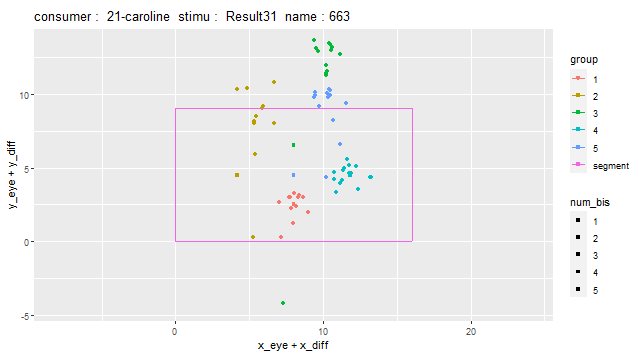 consumer : 21-caroline stimu : Result31 name : 663
y_eye + y_diff
10
5
0
-5
0
10
20
x_eye + x_diff
group
1
2
3
4
5
segment
num_bis
1
2
3
4
5